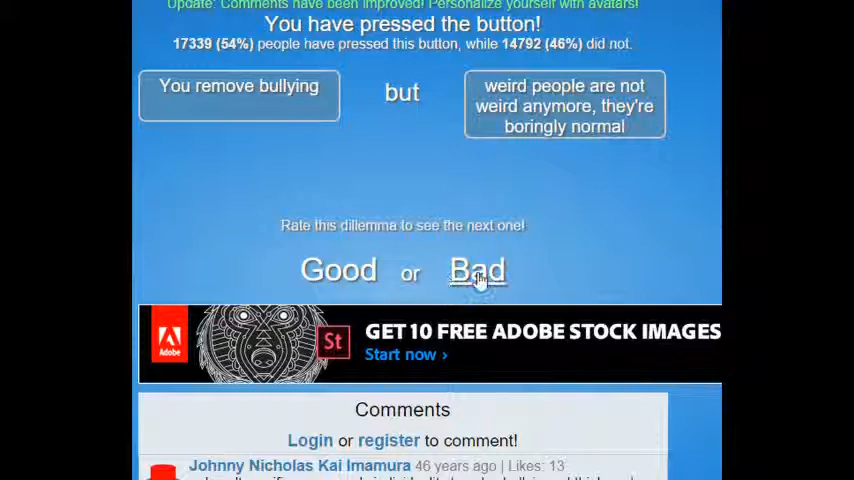 Update: Comments have been improved! Personalize yourself with avatars!
You have pressed the button!
17339 (54%) people have pressed this button, while 14792 (46%) did not.
You remove bullying
but
weird people are not
weird anymore, they're
boringly normal
Rate this dillemma to see the next one!
Good or Bad
Adobe
St
GET 10 FREE ADOBE STOCK IMAGES
Start now ›
Comments
Login or register to comment!
Johnny Nicholas Kai Imamura 46 years ago | Likes: 13